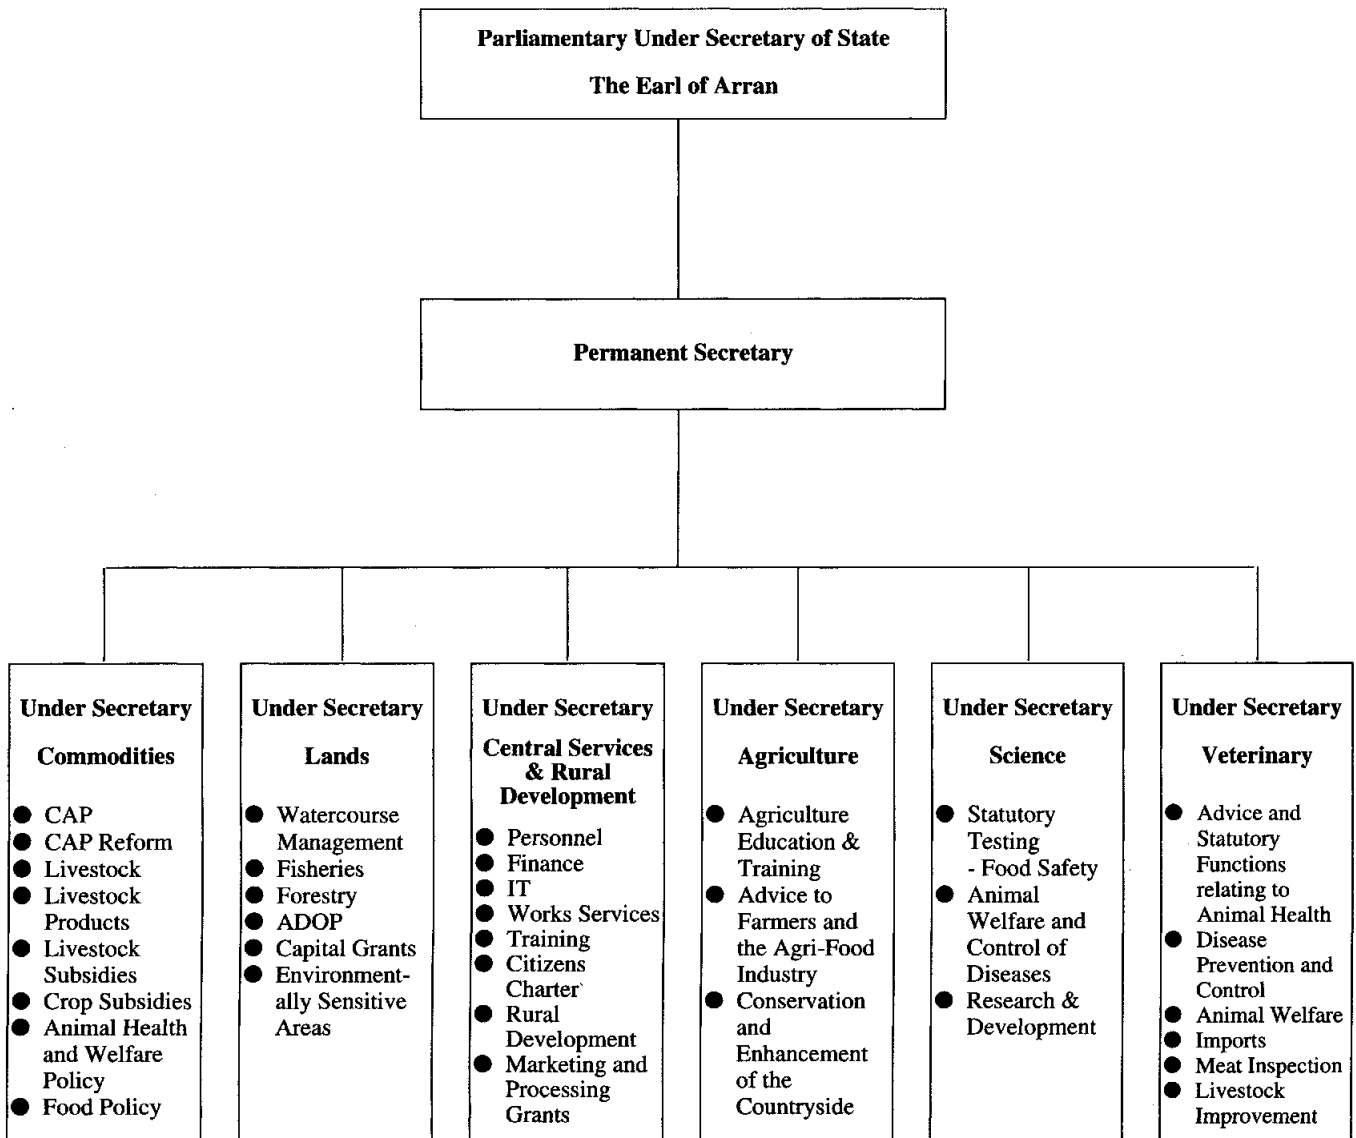 Parliamentary Under Secretary of State
The Earl of Arran
Permanent Secretary
Under Secretary
Commodities
● CAP
● CAP Reform
● Livestock
● Livestock
Products
● Livestock
Subsidies
● Crop Subsidies
● Animal Health
and Welfare
Policy
● Food Policy
Under Secretary
Lands
● Watercourse
Management
● Fisheries
● Forestry
● ADOP
● Capital Grants
● Environment-
ally Sensitive
Areas
Under Secretary
Central Services
& Rural
Development
● Personnel
● Finance
● IT
● Works Services
● Training
● Citizens
Charter
● Rural
Development
● Marketing and
Processing
Grants
Under Secretary
Agriculture
● Agriculture
Education &
Training
● Advice to
Farmers and
the Agri-Food
Industry
● Conservation
and
Enhancement
of the
Countryside
Under Secretary
Science
● Statutory
Testing
- Food Safety
● Animal
Welfare and
Control of
Diseases
● Research &
Development
Under Secretary
Veterinary
● Advice and
Statutory
Functions
relating to
Animal Health
● Disease
Prevention and
Control
● Animal Welfare
● Imports
● Meat Inspection
● Livestock
Improvement